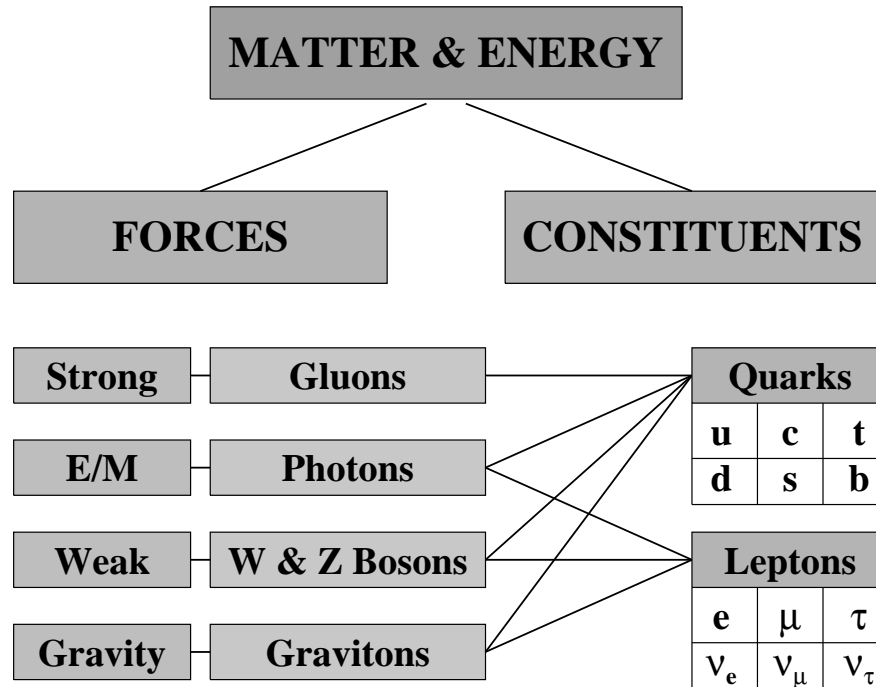 MATTER & ENERGY
FORCES
CONSTITUENTS
Strong
Gluons
Quarks
u c t
d s b
E/M
Photons
Weak
W & Z Bosons
Leptons
e μ τ
νe νμ ντ
Gravity
Gravitons